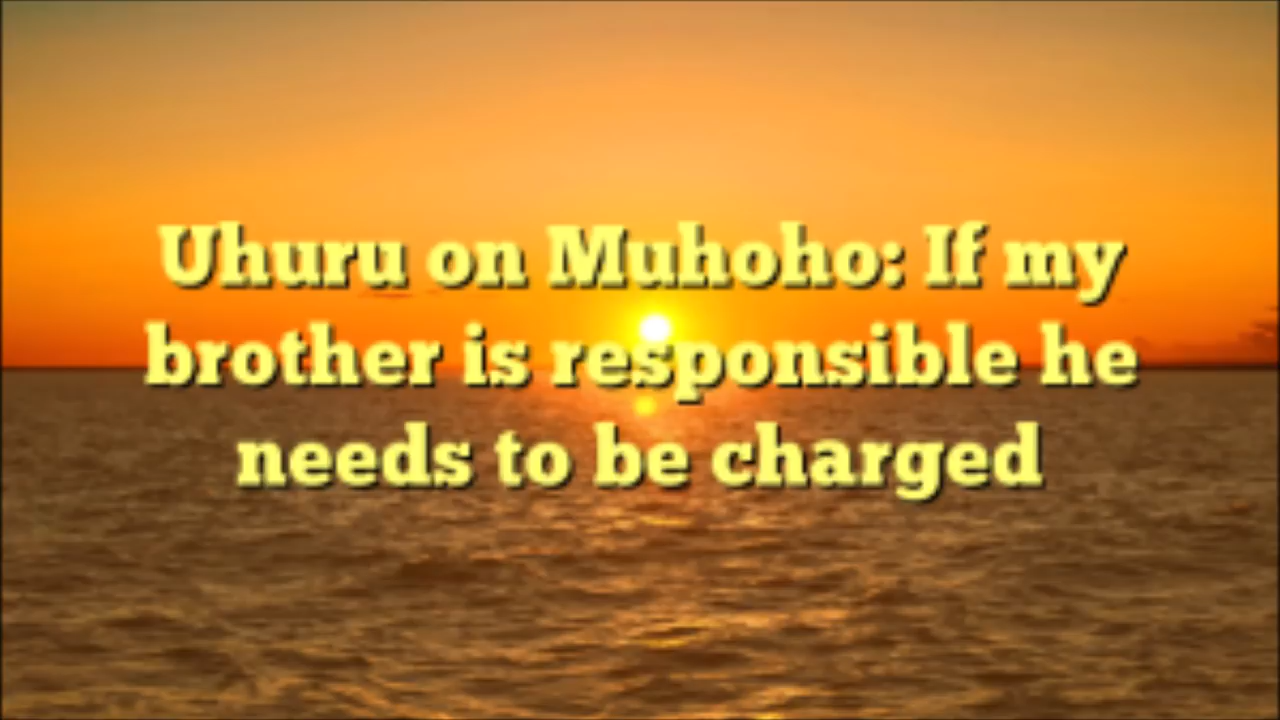 Uhuru on Muhoho: If my
brother is responsible he
needs to be charged